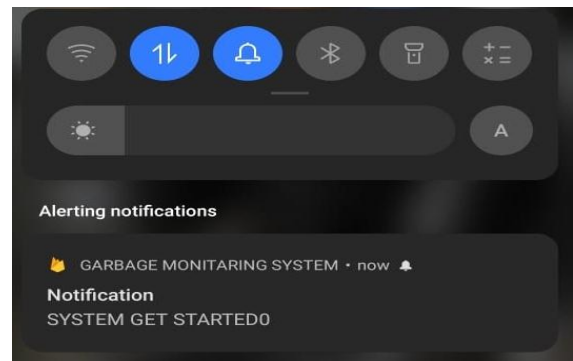 A
Alerting notifications
GARBAGE MONITARING SYSTEM • now
Notification
SYSTEM GET STARTED0